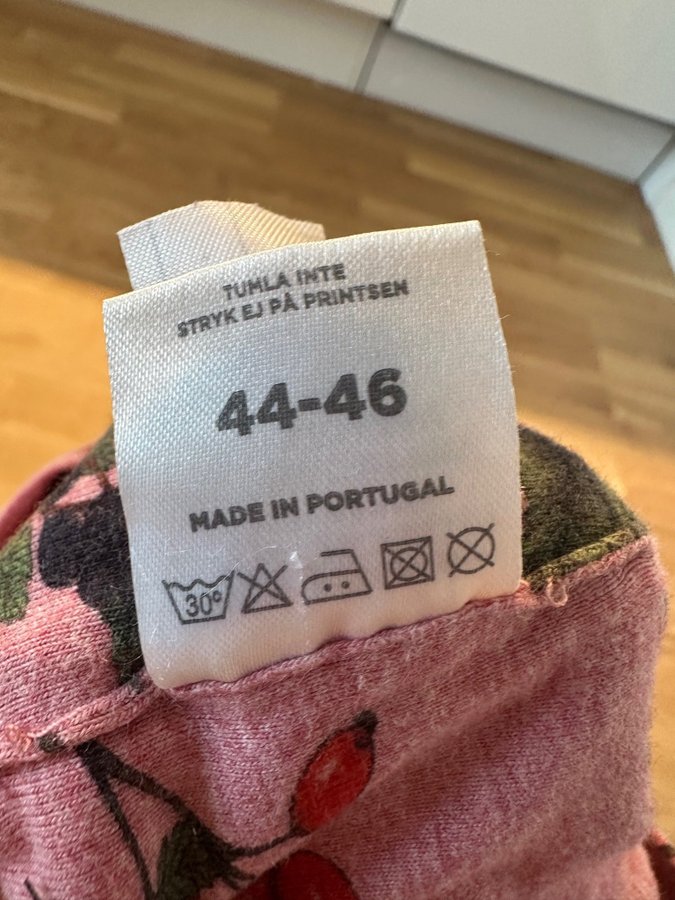 TUMLA INTE
STRYK EJ PÅ PRINTSEN
44-46
MADE IN PORTUGAL
30°